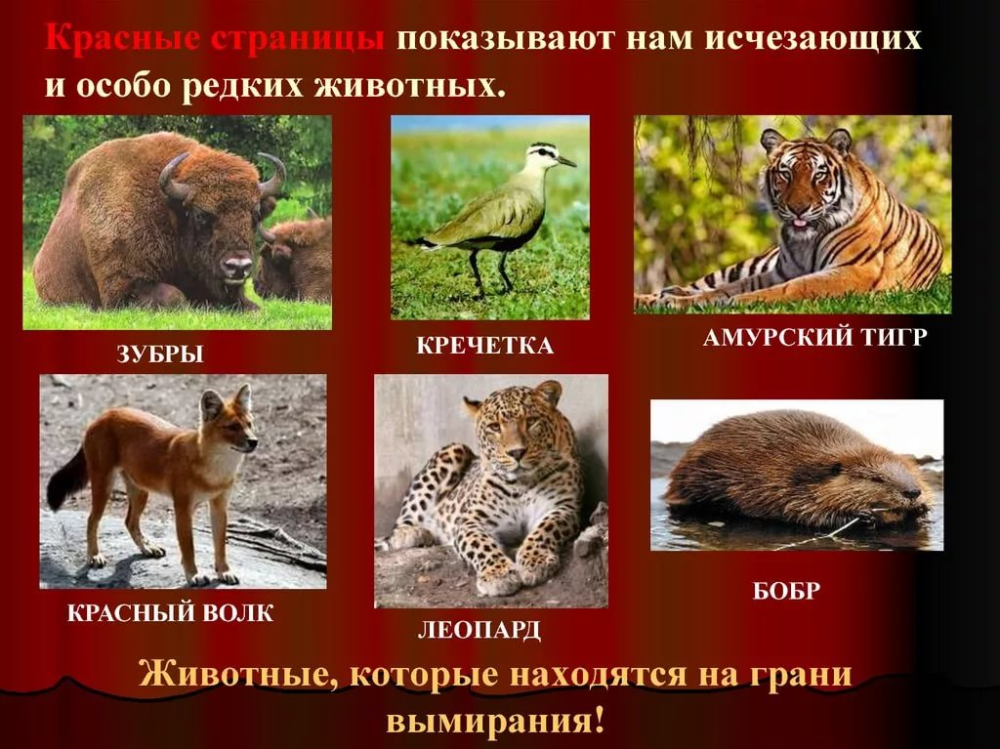 Красные страницы показывают нам исчезающих
и особо редких животных.
ЗУБРЫ
КРЕЧЕТКА
АМУРСКИЙ ТИГР
КРАСНЫЙ ВОЛК
ЛЕОПАРД
БОБР
Животные, которые находятся на грани
вымирания!